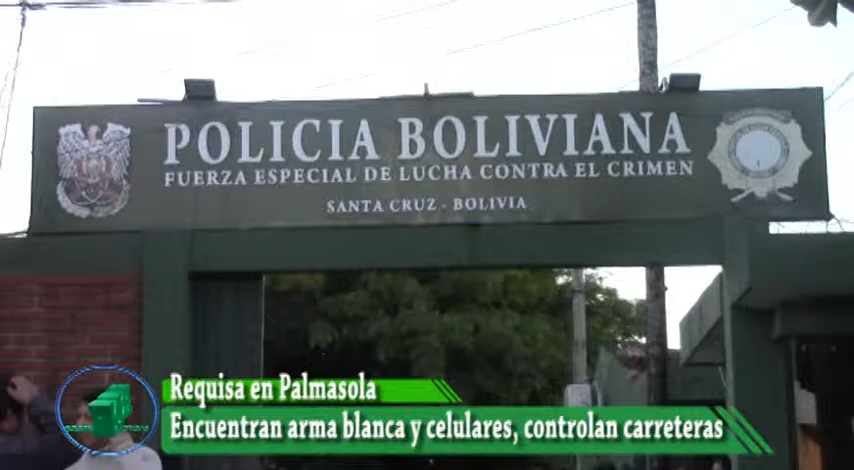 POLICIA BOLIVIANA
FUERZA ESPECIAL DE LUCHA CONTRA EL CRIMEN
SANTA CRUZ - BOLIVIA
Requisa en Palmasola
Encuentran arma blanca y celulares, controlan carreteras